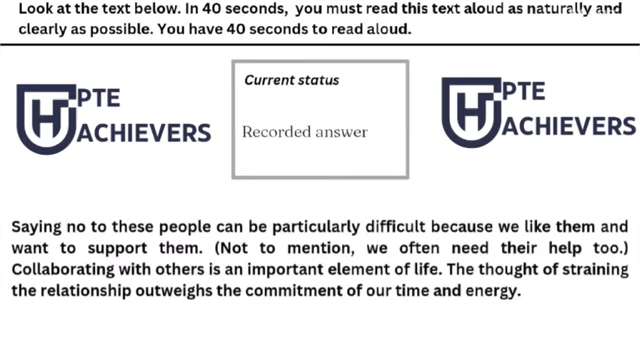 Look at the text below. In 40 seconds, you must read this text aloud as naturally and
clearly as possible. You have 40 seconds to read aloud.
PTE
ACHIEVERS
Current status
Recorded answer
PTE
ACHIEVERS
Saying no to these people can be particularly difficult because we like them and
want to support them. (Not to mention, we often need their help too.)
Collaborating with others is an important element of life. The thought of straining
the relationship outweighs the commitment of our time and energy.